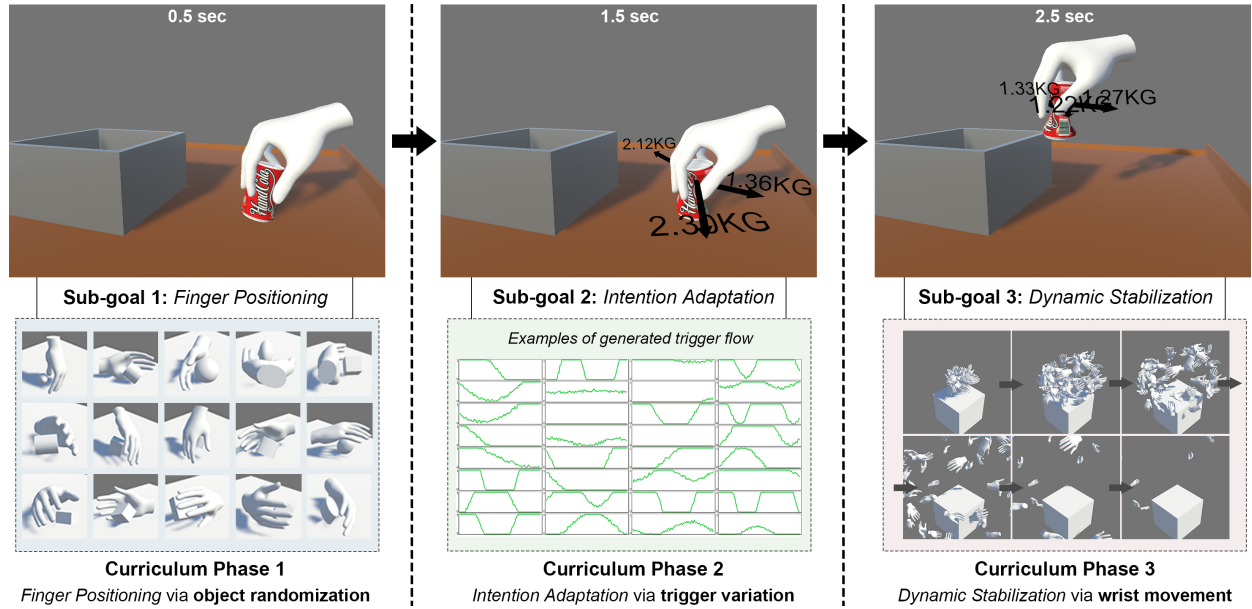 0.5 sec
1.5 sec
2.5 sec
HandCola
2.12KG
1.36KG
2.30KG
1.33KG
1.22KG
1.27KG
Sub-goal 1: Finger Positioning
Sub-goal 2: Intention Adaptation
Sub-goal 3: Dynamic Stabilization
Examples of generated trigger flow
Curriculum Phase 1
Finger Positioning via object randomization
Curriculum Phase 2
Intention Adaptation via trigger variation
Curriculum Phase 3
Dynamic Stabilization via wrist movement